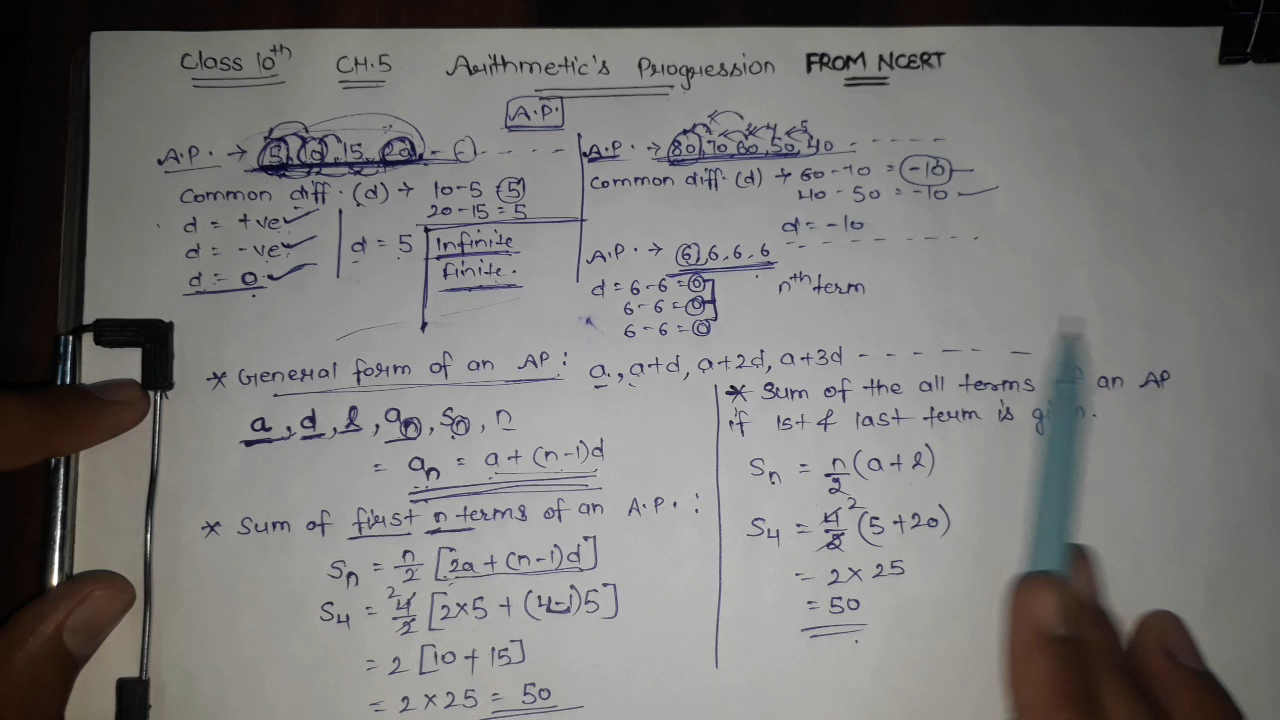 Class 10th CH.5 Arithmetic's Progression FROM NCERT
A.P.
A.P. → 5, 10, 15, 20, - - - - - -
Common diff. (d) → 10-5 = 5
20-15 = 5
d = +ve ✓
d = -ve ✓
d = 0 ✓
d = 5
Infinite
finite.
A.P. → 80, 70, 60, 50, 40 - - - - - -
Common diff. (d) → 60-70 = -10
40-50 = -10
d = -10
A.P. → 6, 6, 6, 6 - - - - - -
d = 6-6 = 0
6-6 = 0
6-6 = 0
nth term
* General form of an AP: a, a+d, a+2d, a+3d - - - - - -
a, d, l, an, Sn, n
= an = a + (n-1)d
* Sum of first n terms of an A.P. :
Sn = n/2 [2a + (n-1)d]
S4 = 4/2 2 [2×5 + (4-1)5]
= 2 [10 + 15]
= 2 × 25 = 50
* Sum of the all terms an AP
if 1st & last term is
Sn = n/2 (a+l)
S4 = 4/2 2 (5+20)
= 2 × 25
= 50